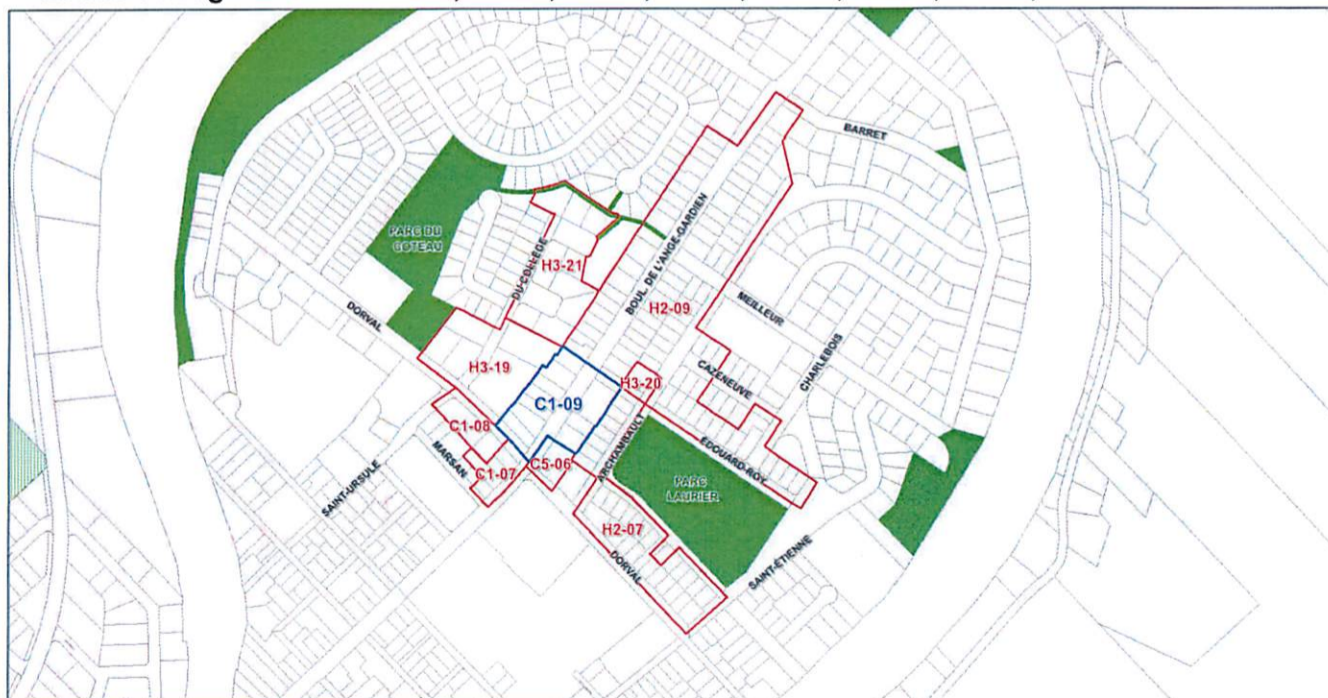 BARRET
PARC DU
COTEAU
DU-COLLÈGE
H3-21
BOUL. DE L'ANGE-GARDIEN
H2-09
MEILLEUR
DORVAL
H3-19
CHARLEBOIS
CAZENEUVE
H3-20
C1-09
C1-08
MARSAN
C1-07
C5-06
ARCHAMBAULT
EDOUARD-ROY
PARC
LAURIER
SAINT-URSULE
H2-07
DORVAL
SAINT-ÉTIENNE